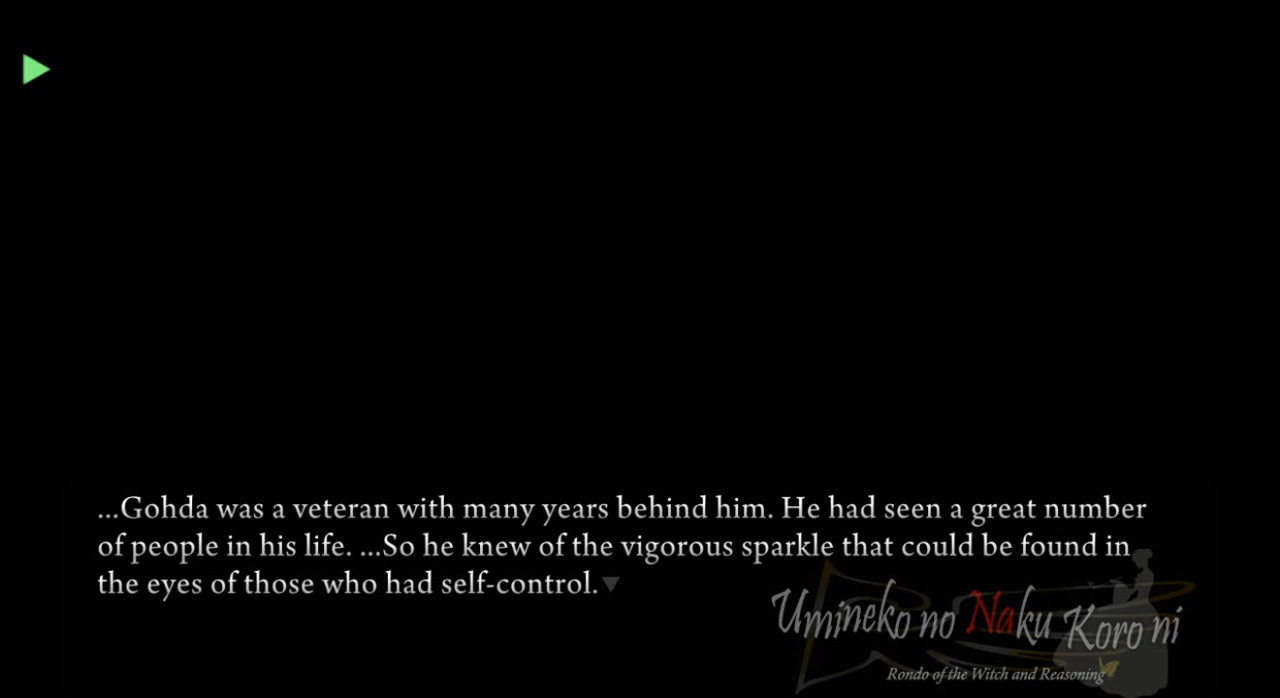 ...Gohda was a veteran with many years behind him. He had seen a great number
of people in his life. ...So he knew of the vigorous sparkle that could be found in
the eyes of those who had self-control.
Umineko no Naku Koro ni
Rondo of the Witch and Reasoning